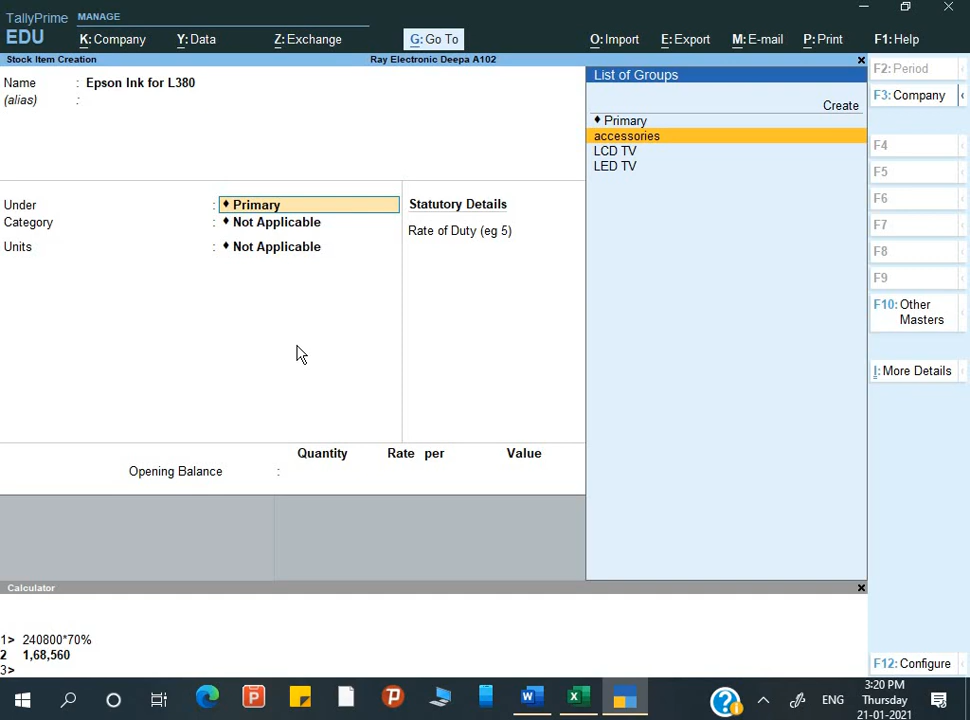 TallyPrime MANAGE
EDU
K: Company Y: Data Z: Exchange G: Go To O: Import E: Export M: E-mail P: Print F1: Help
Stock Item Creation Ray Electronic Deepa A102
Name : Epson Ink for L380
(alias) :
Under : ♦ Primary
Category : ♦ Not Applicable
Units : ♦ Not Applicable
Statutory Details
Rate of Duty (eg 5)
Quantity Rate per Value
Opening Balance :
List of Groups
Create
♦ Primary
accessories
LCD TV
LED TV
F2: Period
F3: Company
F4
F5
F6
F7
F8
F9
F10: Other
Masters
I: More Details
F12: Configure
Calculator
1> 240800*70%
2 1,68,560
3>
ENG
3:20 PM
Thursday
21-01-2021